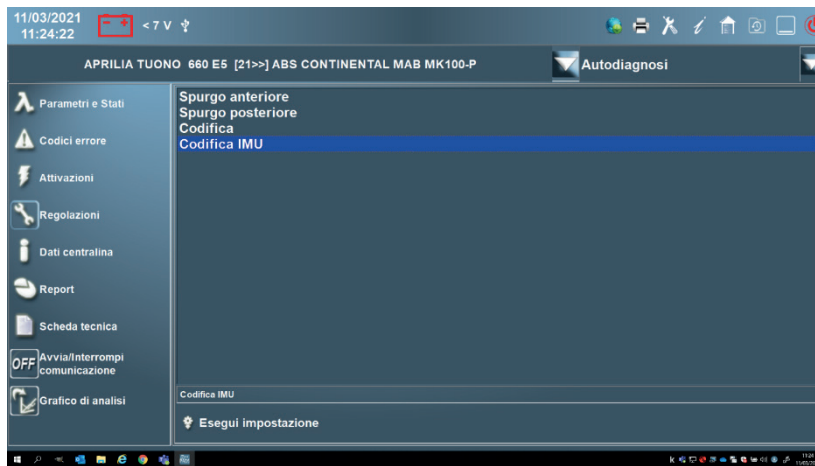 11/03/2021
11:24:22
< 7 V
APRILIA TUONO 660 E5 [21>>] ABS CONTINENTAL MAB MK100-P
Autodiagnosi
Parametri e Stati
Codici errore
Attivazioni
Regolazioni
Dati centralina
Report
Scheda tecnica
OFF Avvia/Interrompi
comunicazione
Grafico di analisi
Spurgo anteriore
Spurgo posteriore
Codifica
Codifica IMU
Codifica IMU
Esegui impostazione